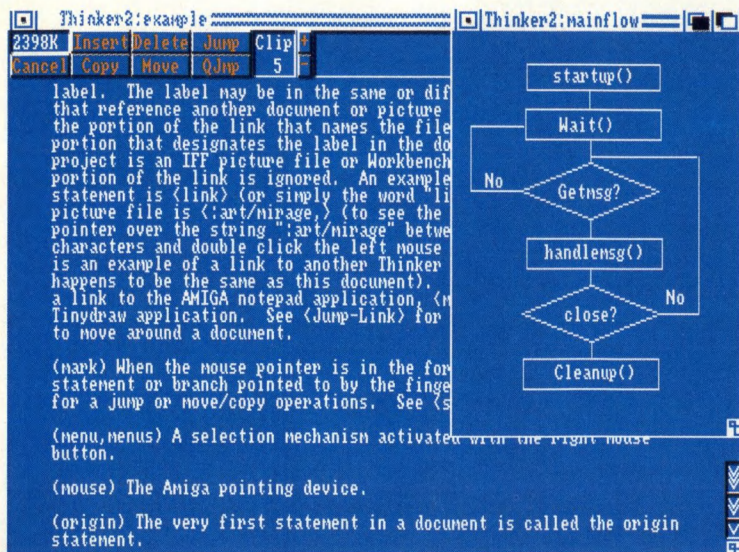 Thinker2:example
2398K Insert Delete Jump Clip +
Cancel Copy Move QJmp 5 -
label. The label may be in the same or dif
that reference another document or picture
the portion of the link that names the file
portion that designates the label in the do
project is an IFF picture file or Workbench
portion of the link is ignored. An example
statement is <link> (or simply the word "li
picture file is <:art/mirage,> (to see the
pointer over the string ":art/mirage" betwe
characters and double click the left mouse
is an example of a link to another Thinker
happens to be the same as this document).
a link to the AMIGA notepad application, <m
Tinydraw application. See <Jump-Link> for
to move around a document.
(mark) When the mouse pointer is in the for
statement or branch pointed to by the finge
for a jump or move/copy operations. See <s
(menu,menus) A selection mechanism activated with the right mouse
button.
(mouse) The Amiga pointing device.
(origin) The very first statement in a document is called the origin
statement.
Thinker2:mainflow
startup()
Wait()
No
Getmsg?
handlemsg()
No
close?
Cleanup()